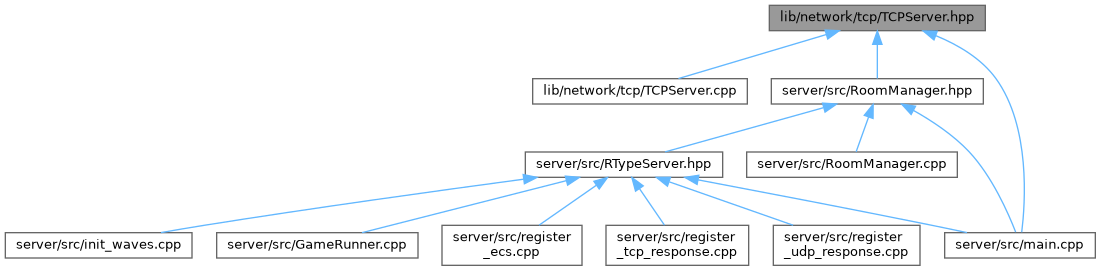 lib/network/tcp/TCPServer.hpp
lib/network/tcp/TCPServer.cpp
server/src/RoomManager.hpp
server/src/RTypeServer.hpp
server/src/RoomManager.cpp
server/src/init_waves.cpp
server/src/GameRunner.cpp
server/src/register
_ecs.cpp
server/src/register
_tcp_response.cpp
server/src/register
_udp_response.cpp
server/src/main.cpp